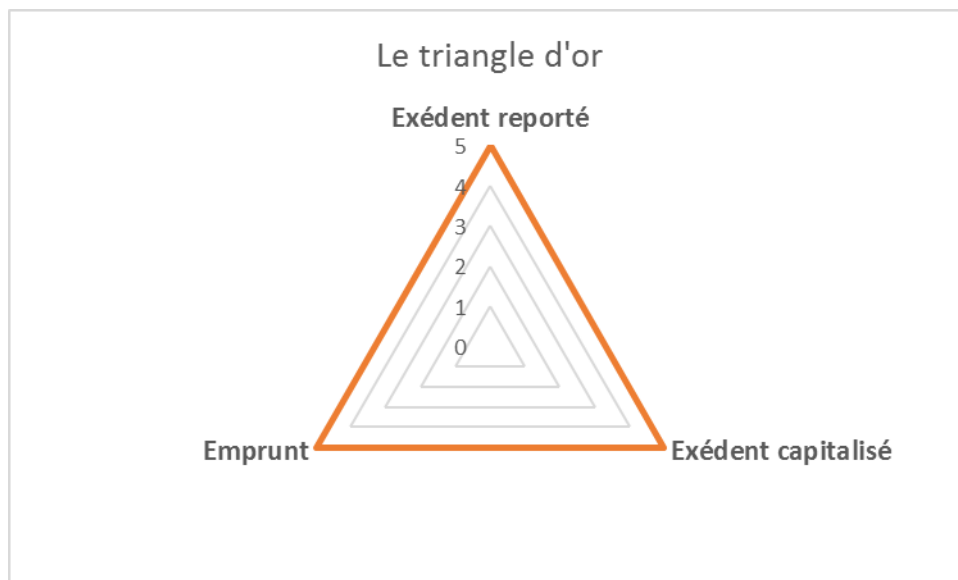 Le triangle d'or
Exédent reporté
5
4
3
2
1
0
Emprunt
Exédent capitalisé